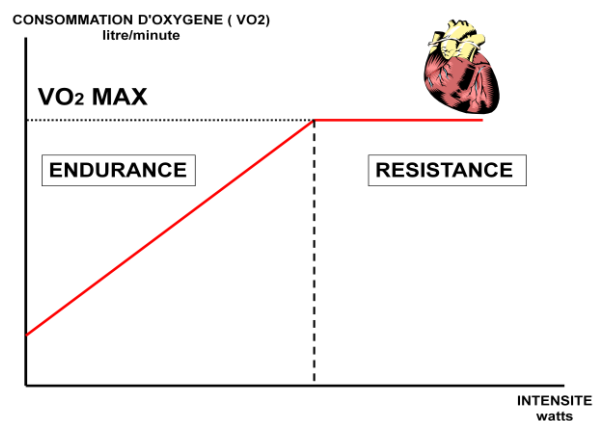 CONSOMMATION D'OXYGENE ( VO2)
litre/minute
VO2 MAX
ENDURANCE
RESISTANCE
INTENSITE
watts